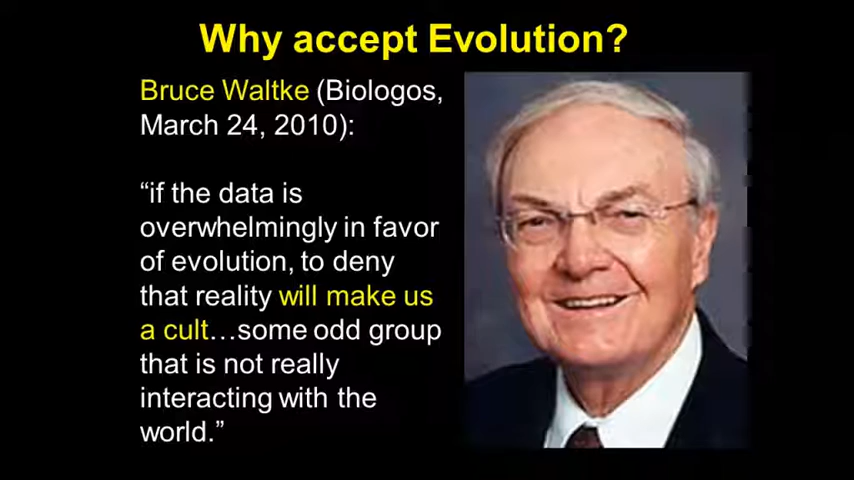 Why accept Evolution?
Bruce Waltke (Biologos,
March 24, 2010):
“if the data is
overwhelmingly in favor
of evolution, to deny
that reality will make us
a cult…some odd group
that is not really
interacting with the
world.”